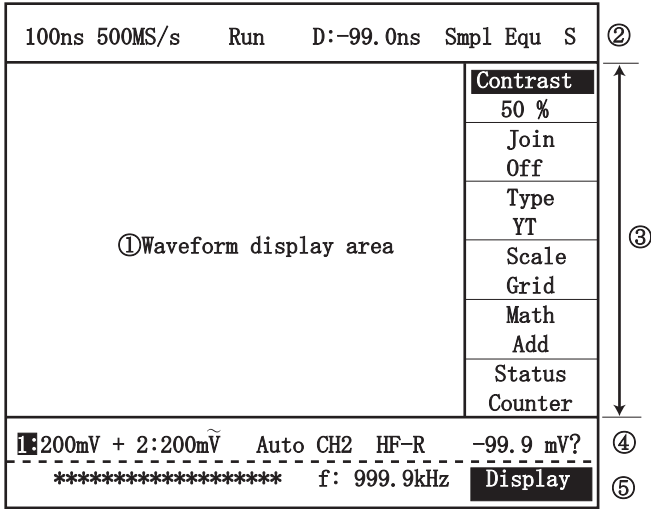 100ns 500MS/s Run D:-99.0ns Smpl Equ S ②
Contrast
50 %
Join
Off
Type
YT
①Waveform display area
③
Scale
Grid
Math
Add
Status
Counter
1:200mV + 2:200mṼ Auto CH2 HF-R -99.9 mV? ④
******************* f: 999.9kHz Display ⑤